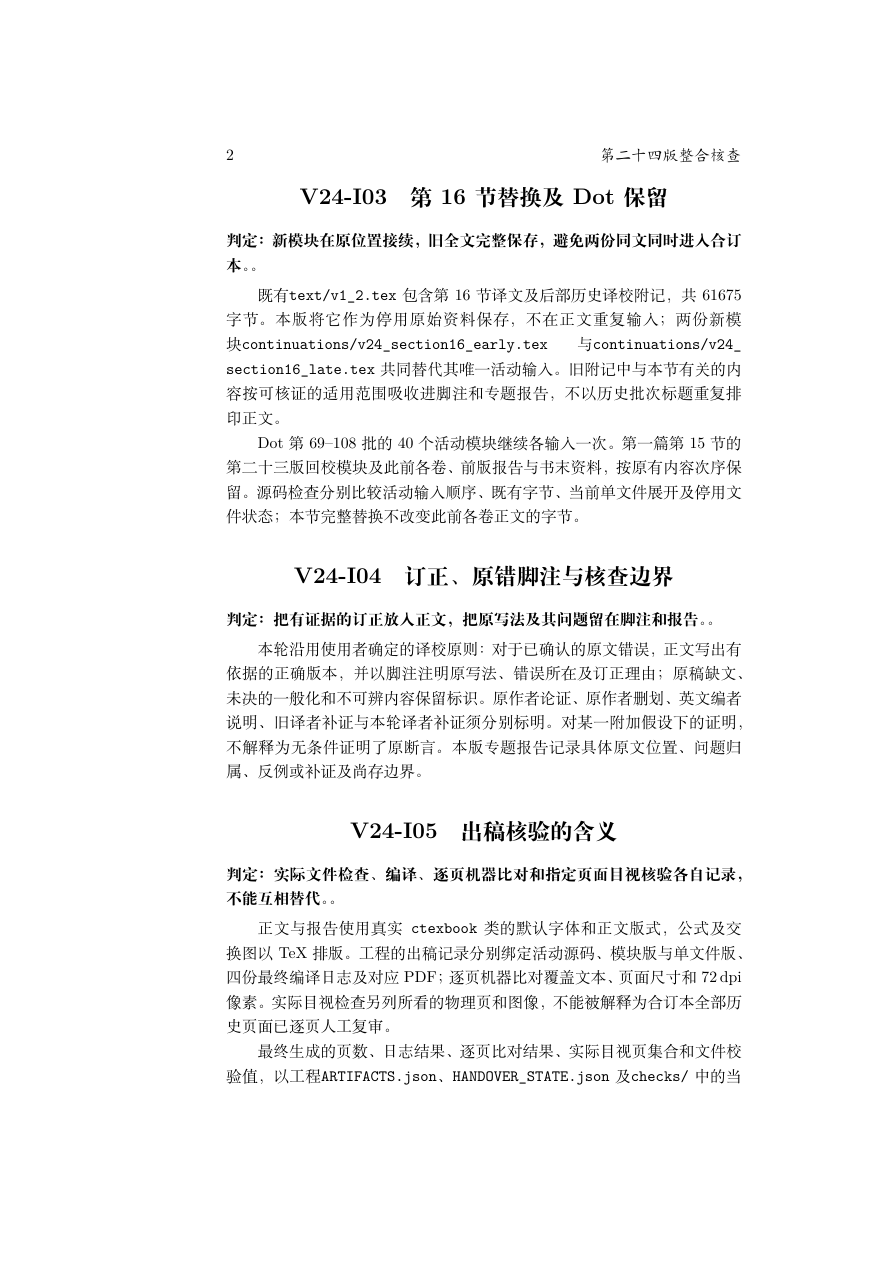 2 第二十四版整合核查
V24-I03 第 16 节替换及 Dot 保留
判定：新模块在原位置接续，旧全文完整保存，避免两份同文同时进入合订
本。。
既有text/v1_2.tex 包含第 16 节译文及后部历史译校附记，共 61675
字节。本版将它作为停用原始资料保存，不在正文重复输入；两份新模
块continuations/v24_section16_early.tex 与continuations/v24_
section16_late.tex 共同替代其唯一活动输入。旧附记中与本节有关的内
容按可核证的适用范围吸收进脚注和专题报告，不以历史批次标题重复排
印正文。
Dot 第 69–108 批的 40 个活动模块继续各输入一次。第一篇第 15 节的
第二十三版回校模块及此前各卷、前版报告与书末资料，按原有内容次序保
留。源码检查分别比较活动输入顺序、既有字节、当前单文件展开及停用文
件状态；本节完整替换不改变此前各卷正文的字节。
V24-I04 订正、原错脚注与核查边界
判定：把有证据的订正放入正文，把原写法及其问题留在脚注和报告。。
本轮沿用使用者确定的译校原则：对于已确认的原文错误，正文写出有
依据的正确版本，并以脚注注明原写法、错误所在及订正理由；原稿缺文、
未决的一般化和不可辨内容保留标识。原作者论证、原作者删划、英文编者
说明、旧译者补证与本轮译者补证须分别标明。对某一附加假设下的证明，
不解释为无条件证明了原断言。本版专题报告记录具体原文位置、问题归
属、反例或补证及尚存边界。
V24-I05 出稿核验的含义
判定：实际文件检查、编译、逐页机器比对和指定页面目视核验各自记录，
不能互相替代。。
正文与报告使用真实 ctexbook 类的默认字体和正文版式，公式及交
换图以 TeX 排版。工程的出稿记录分别绑定活动源码、模块版与单文件版、
四份最终编译日志及对应 PDF；逐页机器比对覆盖文本、页面尺寸和 72 dpi
像素。实际目视检查另列所看的物理页和图像，不能被解释为合订本全部历
史页面已逐页人工复审。
最终生成的页数、日志结果、逐页比对结果、实际目视页集合和文件校
验值，以工程ARTIFACTS.json、HANDOVER_STATE.json 及checks/ 中的当